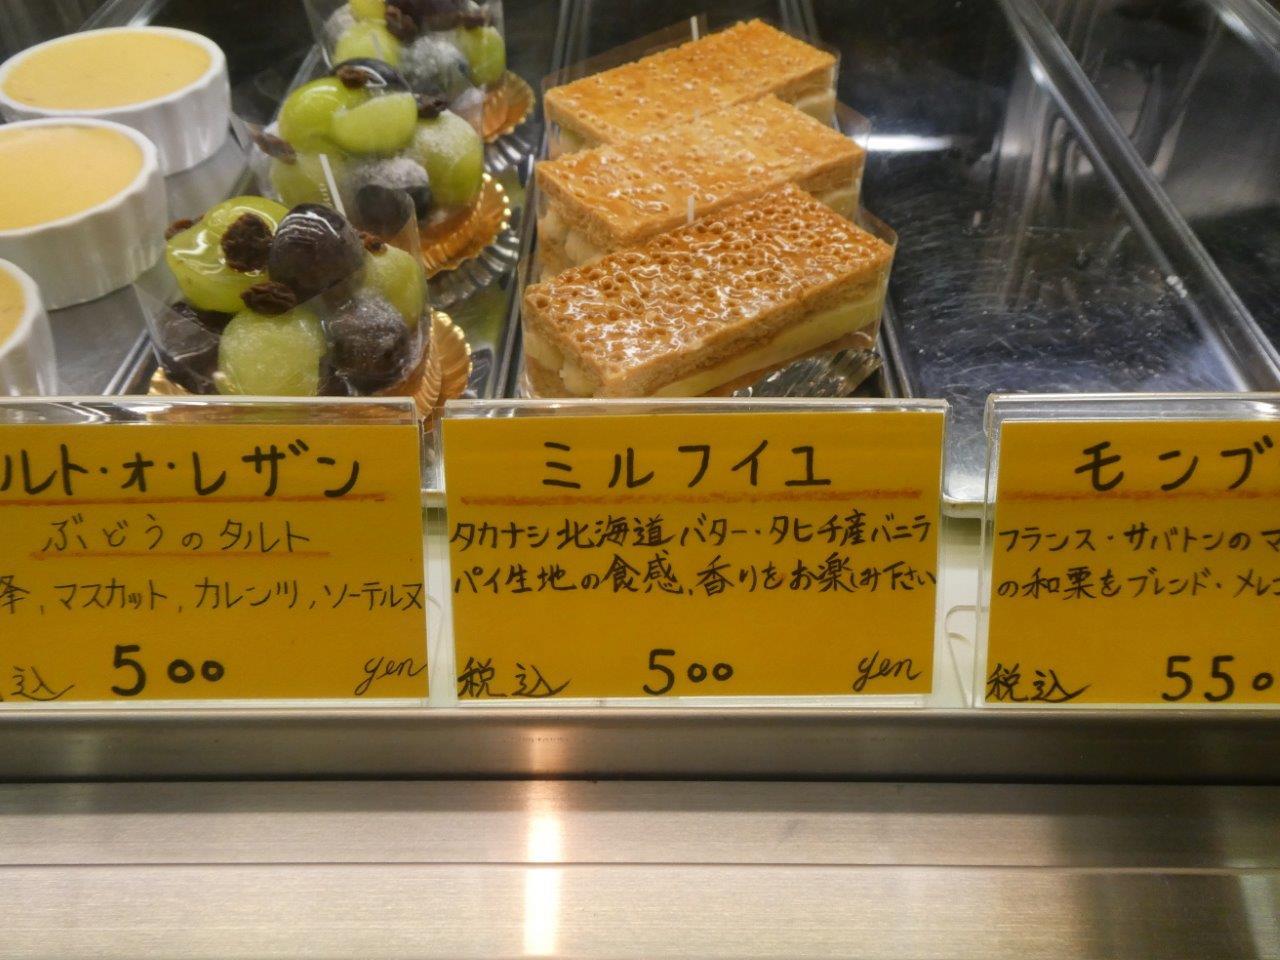 ルト・オ・レザン
ぶどうのタルト
峰,マスカット,カレンツ,ソーテルヌ
込 500 yen
ミルフイユ
タカナシ北海道バター・タヒチ産バニラ
パイ生地の食感、香りをお楽しみ下さい
税込 500 yen
モンブ
フランス・サバトンのマ
の和栗をブレンド・メレン
税込 550